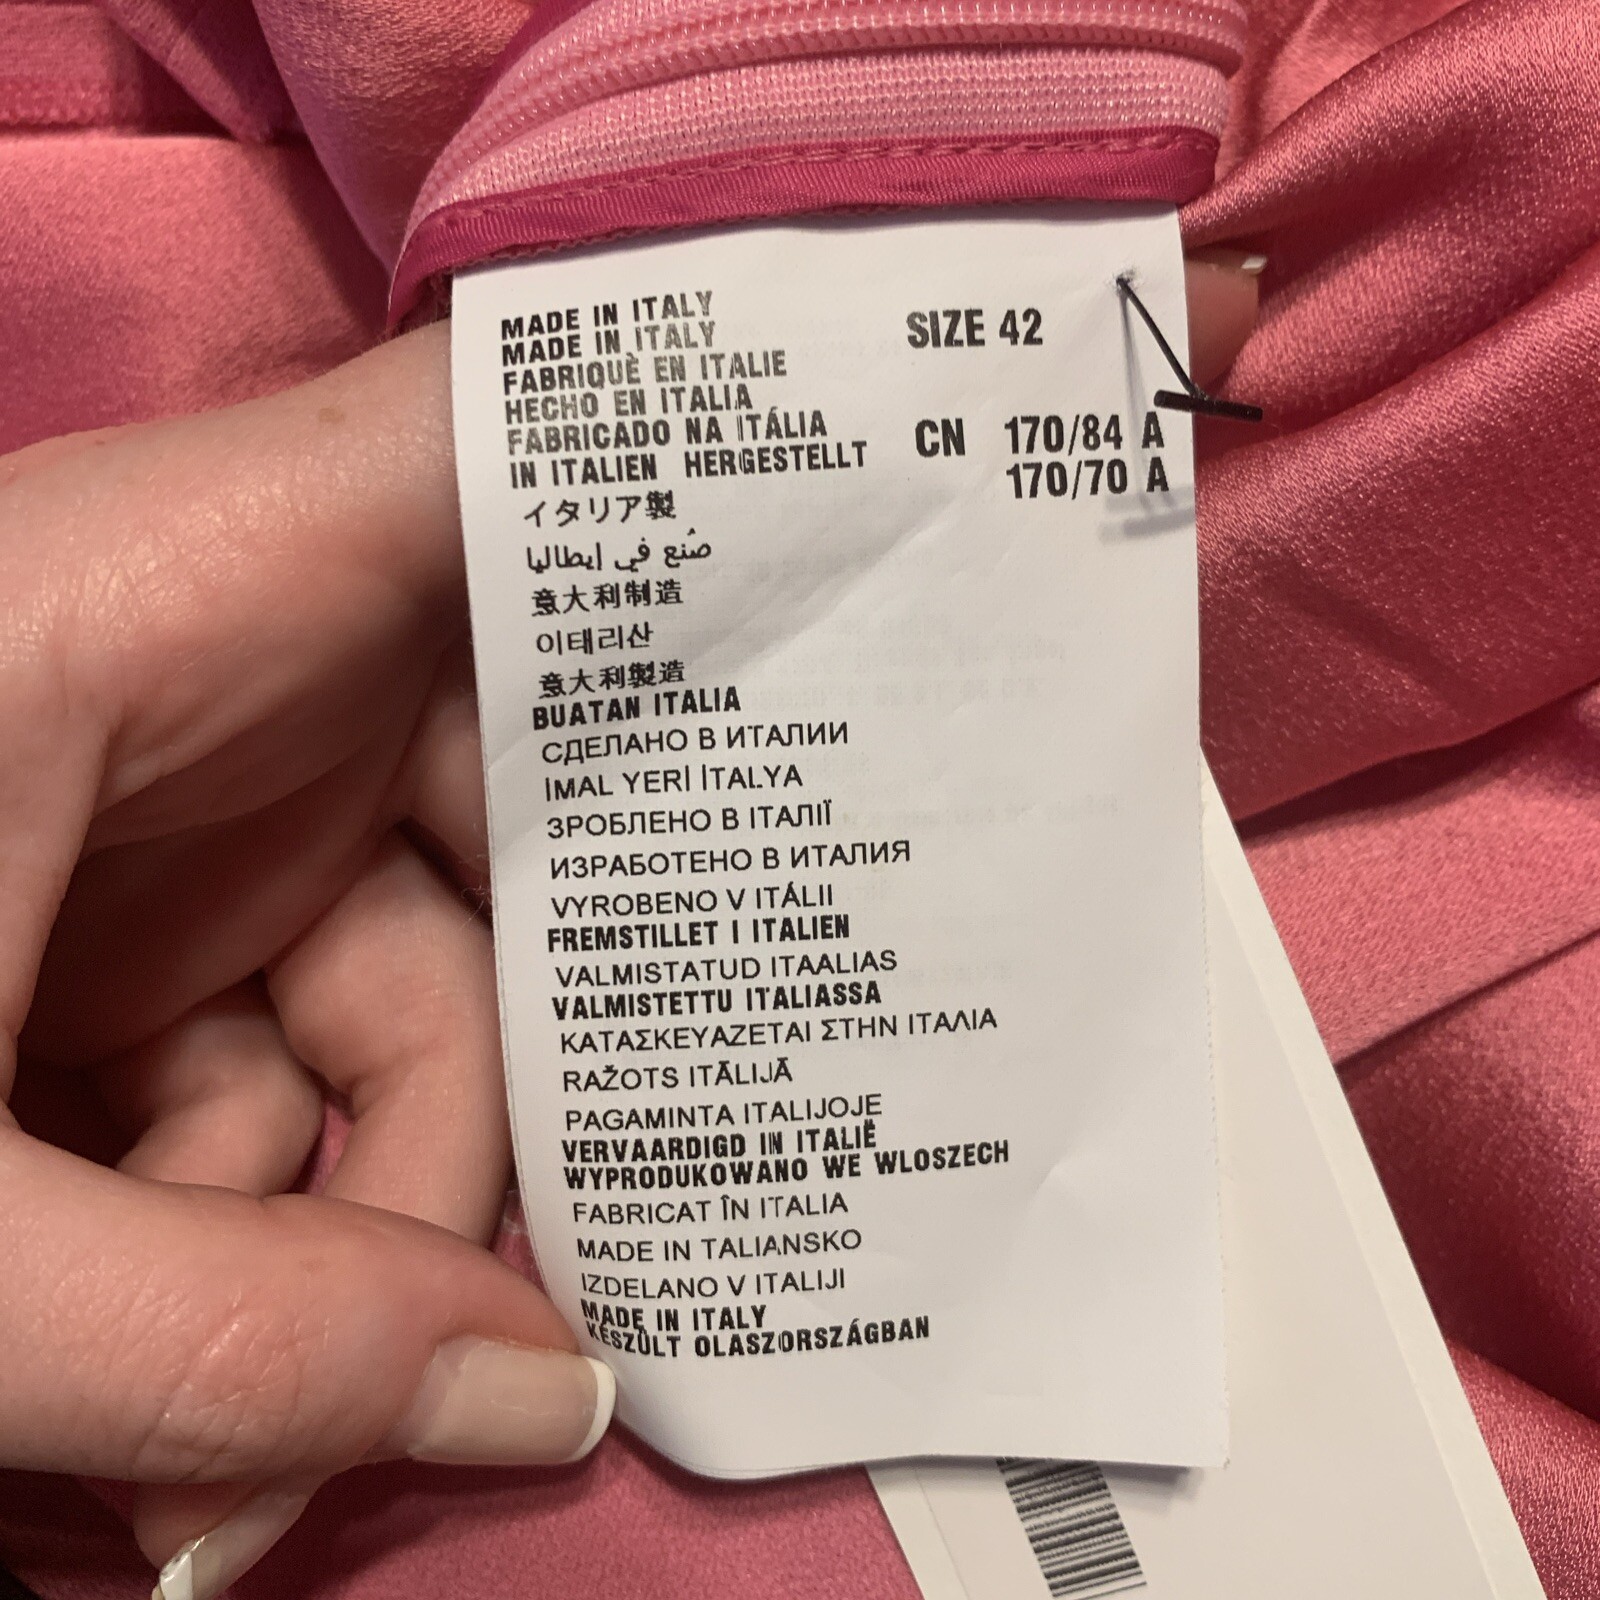 MADE IN ITALY
MADE IN ITALY
FABRIQUÈ EN ITALIE
HECHO EN ITALIA
FABRICADO NA ITÁLIA
IN ITALIEN HERGESTELLT
イタリア製
صُنع في إيطاليا
意大利制造
이태리산
意大利製造
BUATAN ITALIA
СДЕЛАНО В ИТАЛИИ
İMAL YERİ İTALYA
ЗРОБЛЕНО В ІТАЛІЇ
ИЗРАБОТЕНО В ИТАЛИЯ
VYROBENO V ITÁLII
FREMSTILLET I ITALIEN
VALMISTATUD ITAALIAS
VALMISTETTU ITALIASSA
ΚΑΤΑΣΚΕΥΑΖΕΤΑΙ ΣΤΗΝ ΙΤΑΛΙΑ
RAŽOTS ITĀLIJĀ
PAGAMINTA ITALIJOJE
VERVAARDIGD IN ITALIË
WYPRODUKOWANO WE WLOSZECH
FABRICAT ÎN ITALIA
MADE IN TALIANSKO
IZDELANO V ITALIJI
MADE IN ITALY
KÉSZÜLT OLASZORSZÁGBAN
SIZE 42
CN 170/84 A
170/70 A